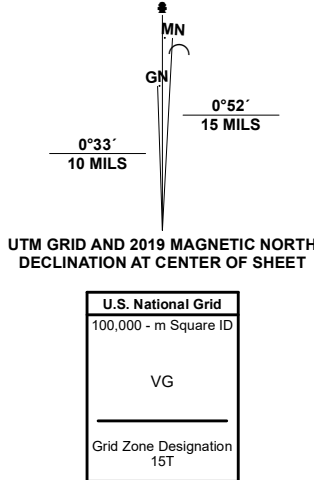 MN
GN
0°52´
15 MILS
0°33´
10 MILS
UTM GRID AND 2019 MAGNETIC NORTH
DECLINATION AT CENTER OF SHEET
U.S. National Grid
100,000 - m Square ID
VG
Grid Zone Designation
15T